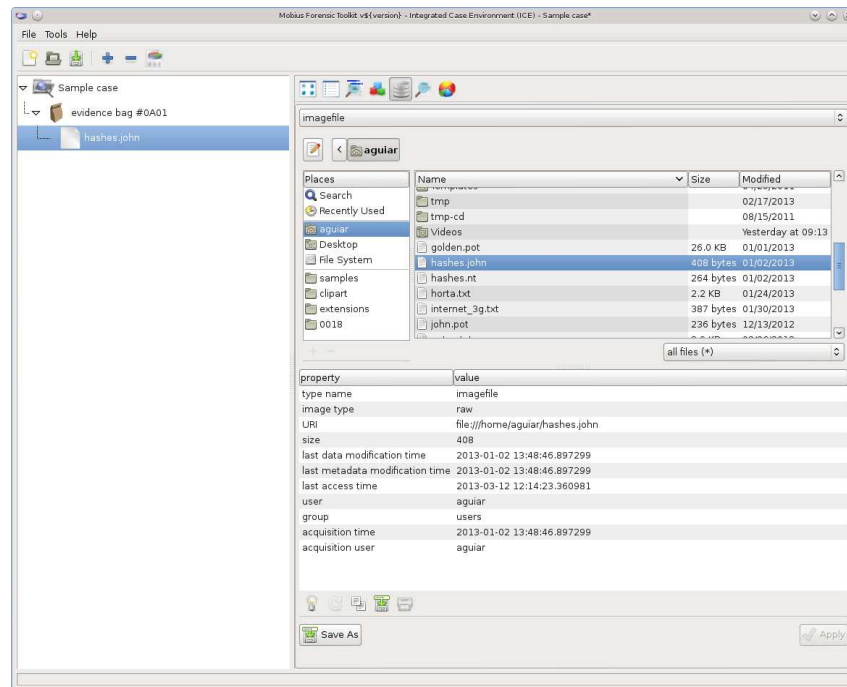 Mobius Forensic Toolkit v${version} - Integrated Case Environment (ICE) - Sample case*
File Tools Help
Sample case
evidence bag #0A01
hashes.john
imagefile
aguiar
Places
Search
Recently Used
aguiar
Desktop
File System
samples
clipart
extensions
0018
Name Size Modified
tmp 02/17/2013
tmp-cd 08/15/2011
Videos Yesterday at 09:13
golden.pot 26.0 KB 01/01/2013
hashes.john 408 bytes 01/02/2013
hashes.nt 264 bytes 01/02/2013
horta.txt 2.2 KB 01/24/2013
internet_3g.txt 387 bytes 01/30/2013
john.pot 236 bytes 12/13/2012
all files (*)
property value
type name imagefile
image type raw
URI file:///home/aguiar/hashes.john
size 408
last data modification time 2013-01-02 13:48:46.897299
last metadata modification time 2013-01-02 13:48:46.897299
last access time 2013-03-12 12:14:23.360981
user aguiar
group users
acquisition time 2013-01-02 13:48:46.897299
acquisition user aguiar
Save As
Apply